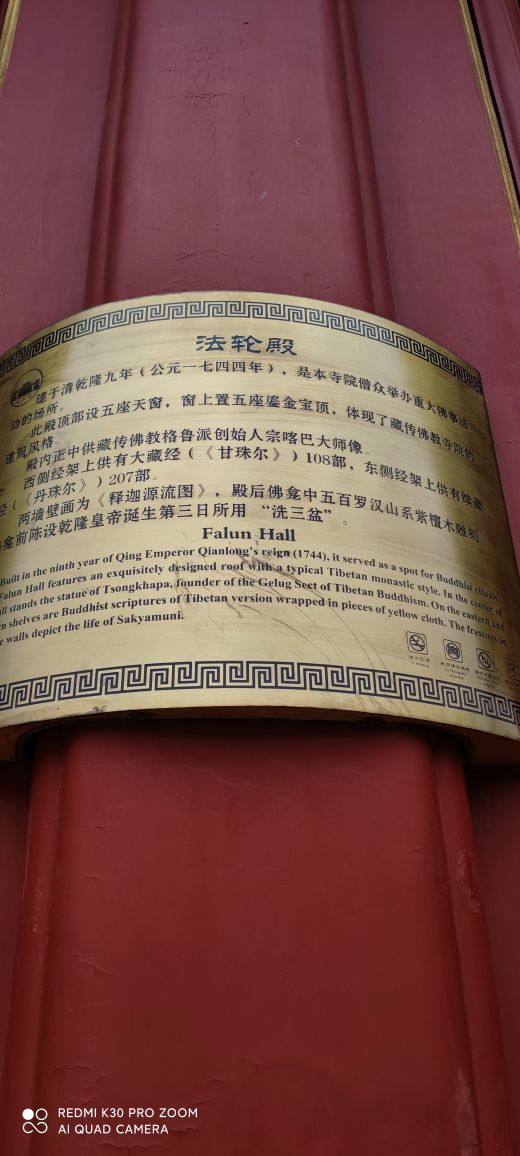 法轮殿
建于清乾隆九年（公元一七四四年），是本寺院僧众举办重大佛事活
动的场所。
此殿顶部设五座天窗，窗上置五座鎏金宝顶，体现了藏传佛教寺院的
建筑风格。
殿内正中供藏传佛教格鲁派创始人宗喀巴大师像。
西侧经架上供有大藏经（《甘珠尔》）108部，东侧经架上供有续藏
经（《丹珠尔》）207部。
两墙壁画为《释迦源流图》，殿后佛龛中五百罗汉山系紫檀木雕刻
龛前陈设乾隆皇帝诞生第三日所用“洗三盆”。
Falun Hall
Built in the ninth year of Qing Emperor Qianlong's reign (1744), it served as a spot for Buddhist rituals
Falun Hall features an exquisitely designed roof with a typical Tibetan monastic style. In the center of
all stands the statue of Tsongkhapa, founder of the Gelug Sect of Tibetan Buddhism. On the eastern and
rn shelves are Buddhist scriptures of Tibetan version wrapped in pieces of yellow cloth. The frescoes on
e walls depict the life of Sakyamuni.
REDMI K30 PRO ZOOM
AI QUAD CAMERA